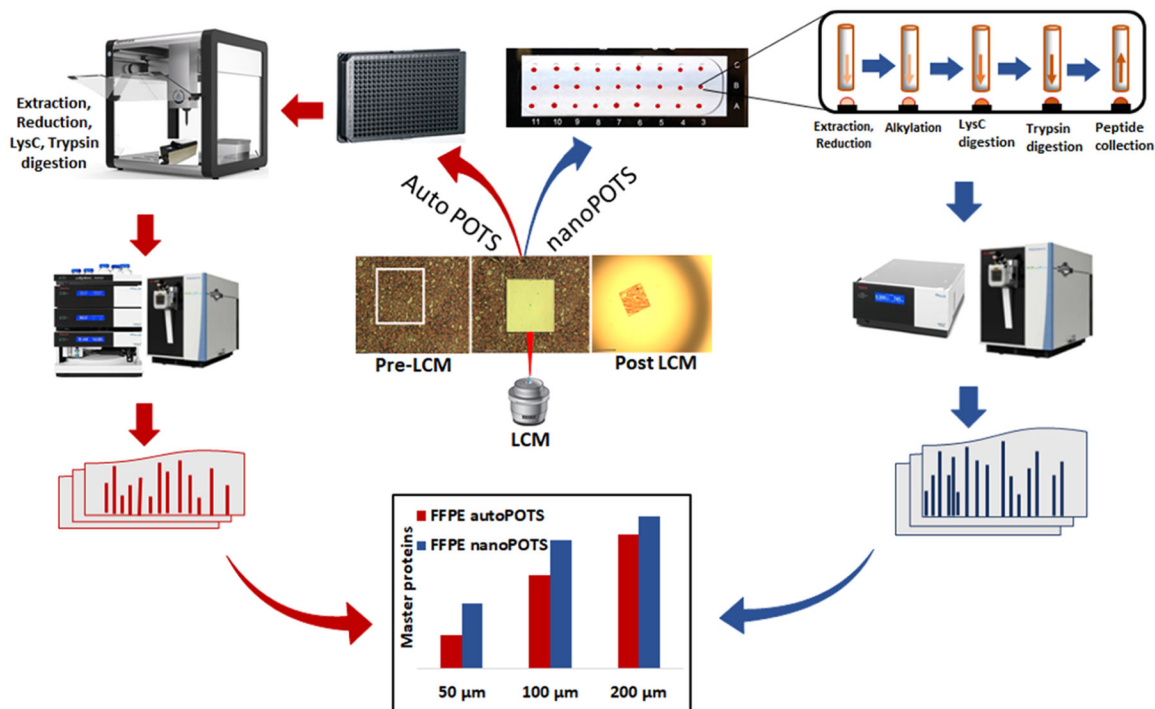 Extraction,
Reduction,
LysC, Trypsin
digestion
Auto POTS
nanoPOTS
C
B
A
11 10 9 8 7 6 5 4 3
Extraction,
Reduction
Alkylation
LysC
digestion
Trypsin
digestion
Peptide
collection
Pre-LCM
Post LCM
LCM
Master proteins
FFPE autoPOTS
FFPE nanoPOTS
50 µm
100 µm
200 µm